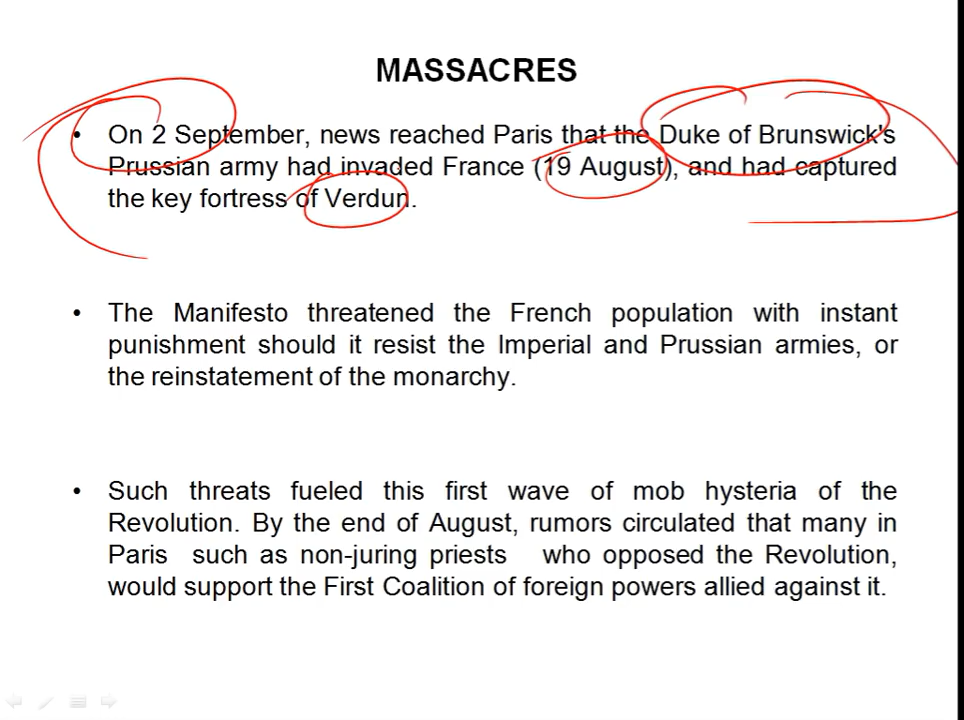 MASSACRES
• On 2 September, news reached Paris that the Duke of Brunswick's
Prussian army had invaded France (19 August), and had captured
the key fortress of Verdun.
• The Manifesto threatened the French population with instant
punishment should it resist the Imperial and Prussian armies, or
the reinstatement of the monarchy.
• Such threats fueled this first wave of mob hysteria of the
Revolution. By the end of August, rumors circulated that many in
Paris such as non-juring priests who opposed the Revolution,
would support the First Coalition of foreign powers allied against it.